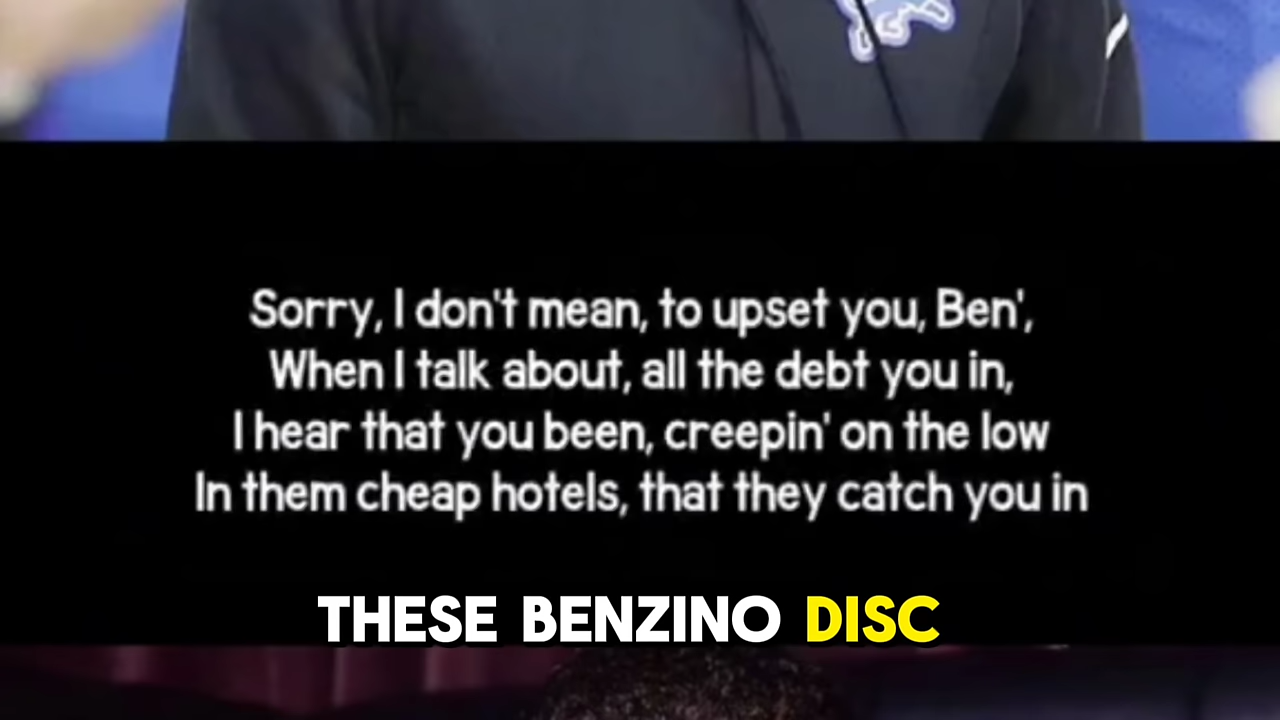 Sorry, I don't mean, to upset you, Ben',
When I talk about, all the debt you in,
I hear that you been, creepin' on the low
In them cheap hotels, that they catch you in
THESE BENZINO DISC